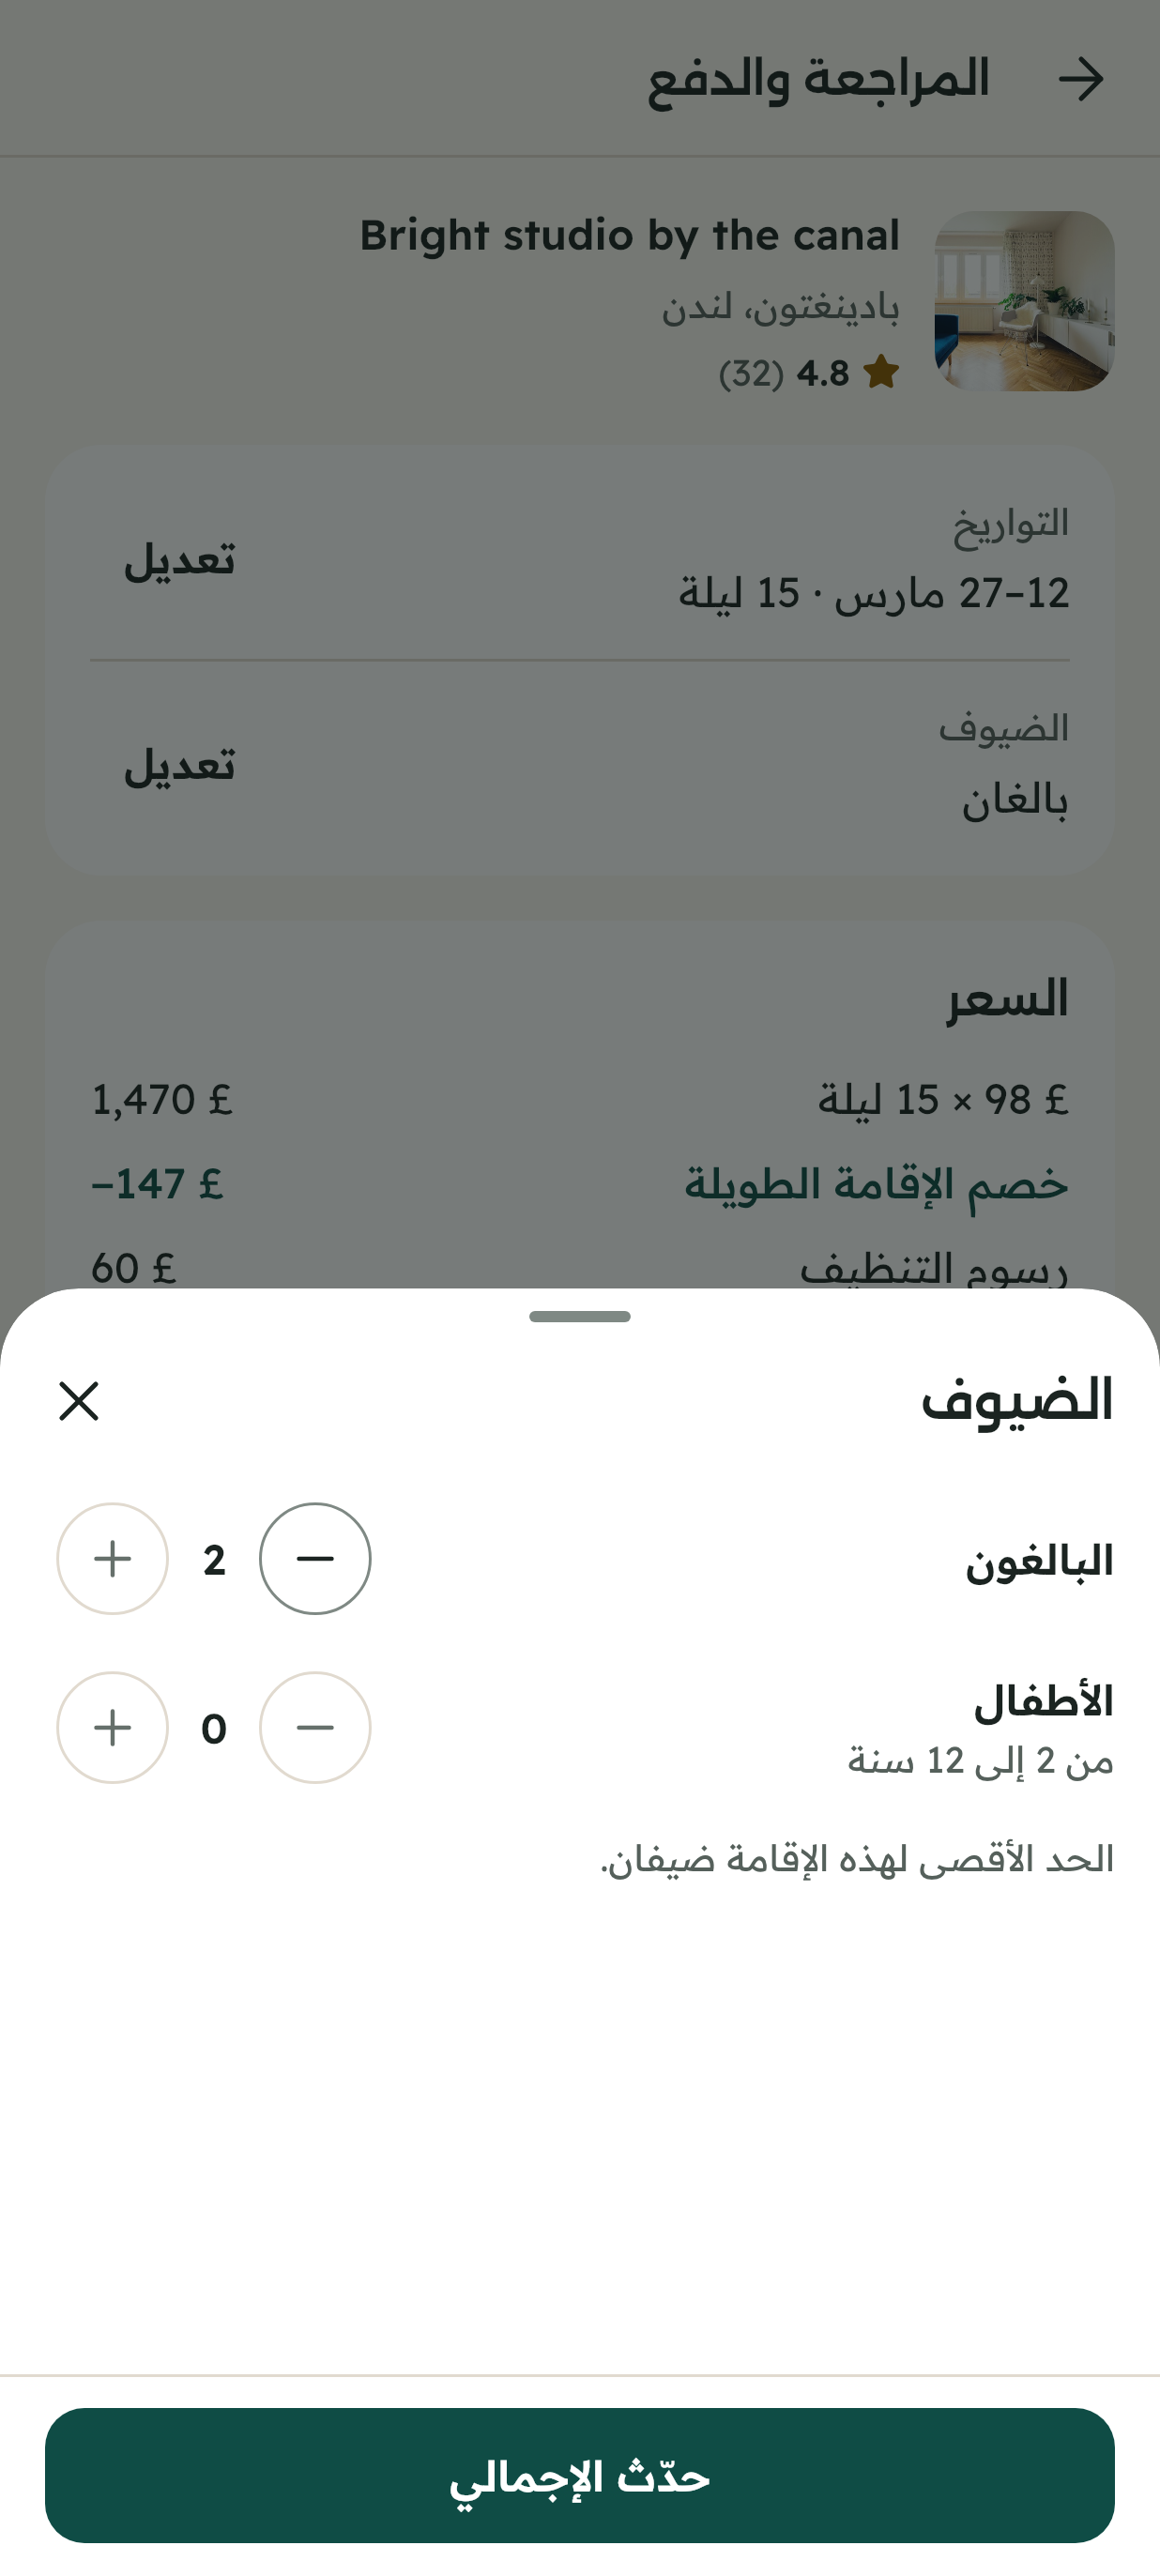 المراجعة والدفع
Bright studio by the canal
بادينغتون، لندن
4.8 (32)
التواريخ
12–27 مارس · 15 ليلة
تعديل
الضيوف
بالغان
تعديل
السعر
£ 98 × 15 ليلة
£ 1,470
خصم الإقامة الطويلة
−£ 147
رسوم التنظيف
£ 60
الضيوف
البالغون
2
الأطفال
0
من 2 إلى 12 سنة
الحد الأقصى لهذه الإقامة ضيفان.
حدّث الإجمالي